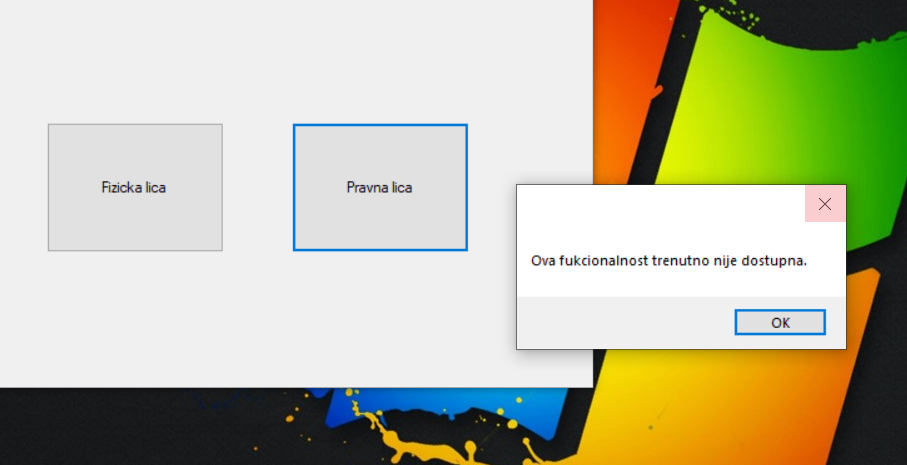 Fizicka lica
Pravna lica
Ova fukcionalnost trenutno nije dostupna.
OK